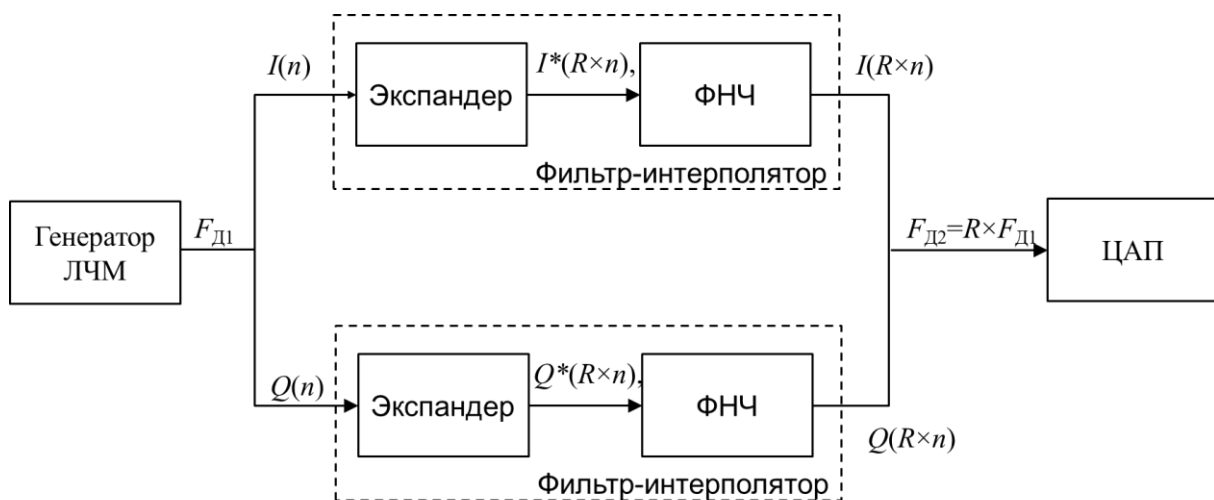 I(n)
Экспандер
I*(R×n),
ФНЧ
I(R×n)
Фильтр-интерполятор
Генератор
ЛЧМ
FД1
FД2=R×FД1
ЦАП
Q(n)
Экспандер
Q*(R×n),
ФНЧ
Q(R×n)
Фильтр-интерполятор